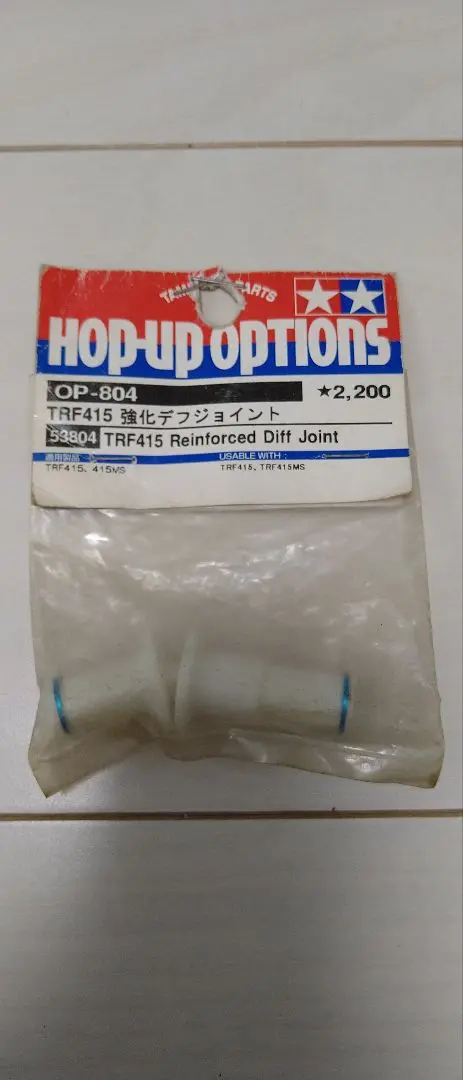 PARTS
HOP-UP OPTIONS
OP-804 ★2,200
TRF415 強化デフジョイント
53804 TRF415 Reinforced Diff Joint
適用製品 USABLE WITH :
TRF415、415MS TRF415、TRF415MS